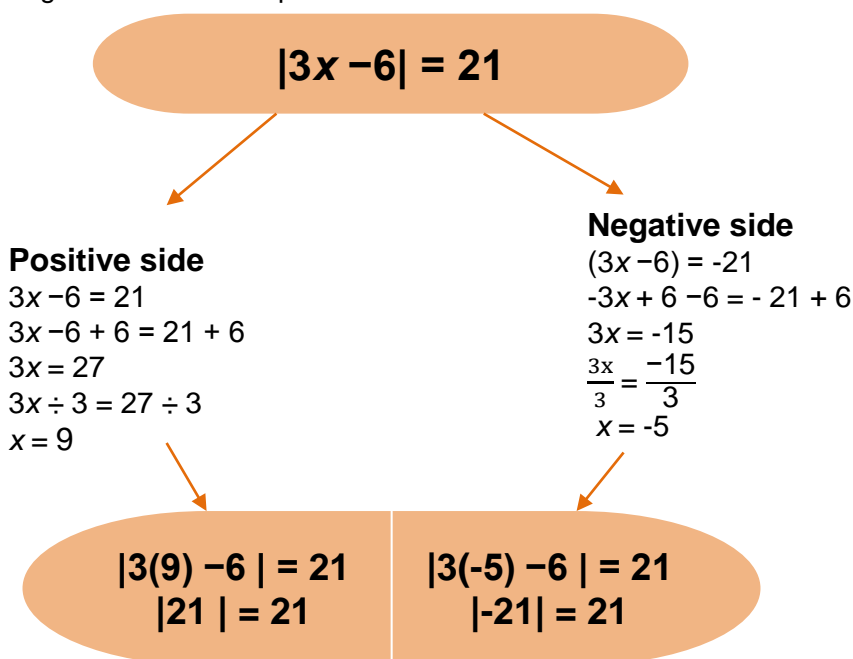 |3x −6| = 21
Positive side
3x −6 = 21
3x −6 + 6 = 21 + 6
3x = 27
3x ÷ 3 = 27 ÷ 3
x = 9
Negative side
(3x −6) = -21
-3x + 6 −6 = - 21 + 6
3x = -15
3x/3 = −15/3
x = -5
|3(9) −6 | = 21
|21 | = 21
|3(-5) −6 | = 21
|-21| = 21